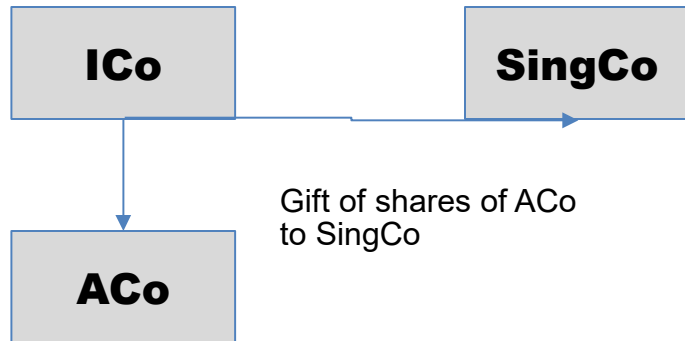 ICo
SingCo
Gift of shares of ACo
to SingCo
ACo